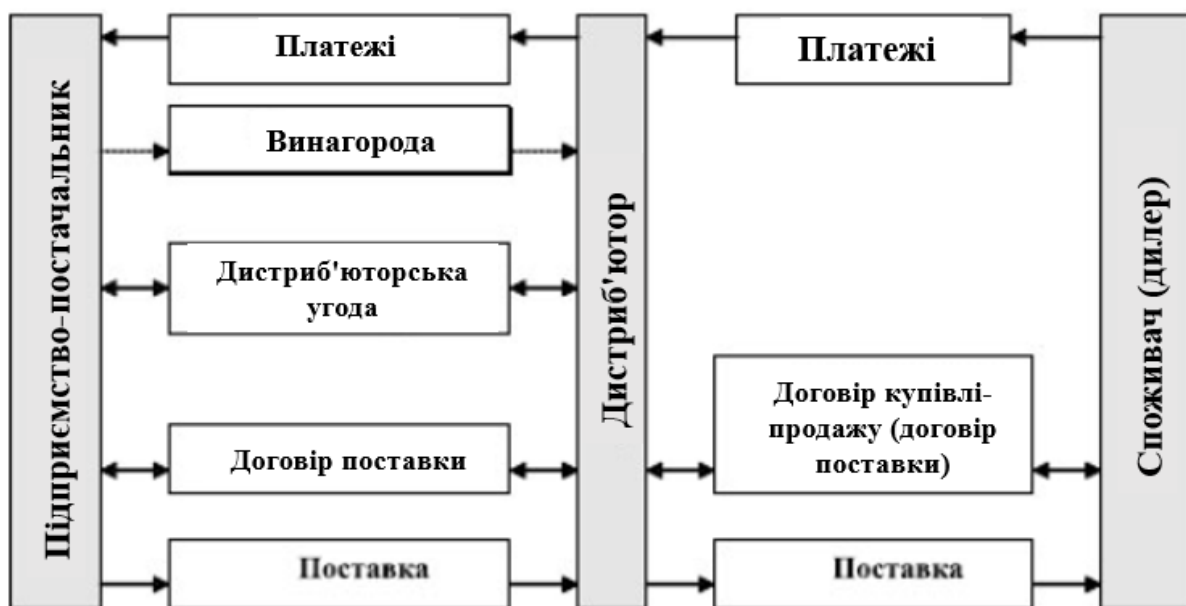 Підприємство-постачальник
Платежі
Винагорода
Дистриб'юторська
угода
Договір поставки
Поставка
Дистриб'ютор
Платежі
Договір купівлі-
продажу (договір
поставки)
Поставка
Споживач (дилер)